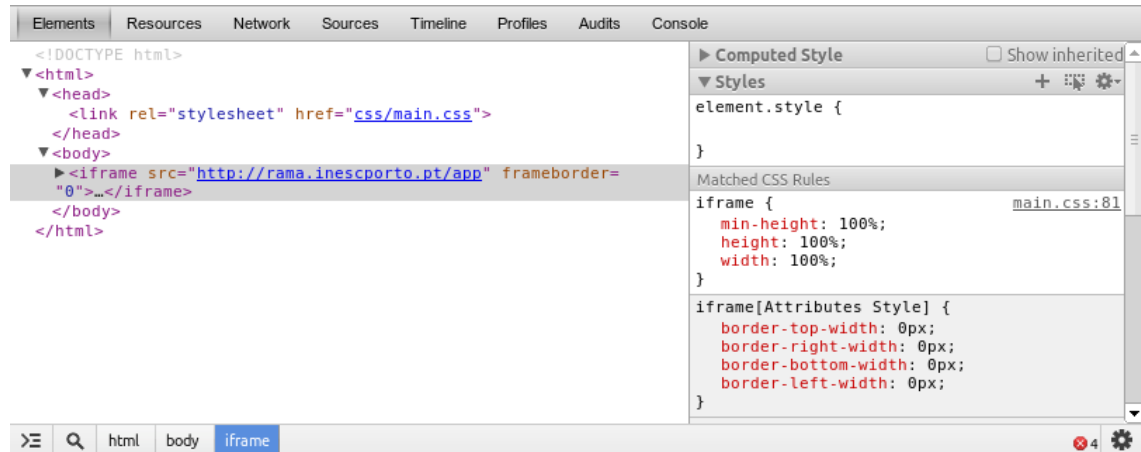 Elements Resources Network Sources Timeline Profiles Audits Console
<!DOCTYPE html>
▼<html>
▼<head>
<link rel="stylesheet" href="css/main.css">
</head>
▼<body>
▶<iframe src="http://rama.inescporto.pt/app" frameborder=
"0">…</iframe>
</body>
</html>
▶ Computed Style Show inherited
▼ Styles
element.style {
}
Matched CSS Rules
iframe { main.css:81
min-height: 100%;
height: 100%;
width: 100%;
}
iframe[Attributes Style] {
border-top-width: 0px;
border-right-width: 0px;
border-bottom-width: 0px;
border-left-width: 0px;
}
html body iframe 4